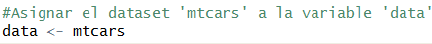 #Asignar el dataset 'mtcars' a la variable 'data'
data <- mtcars